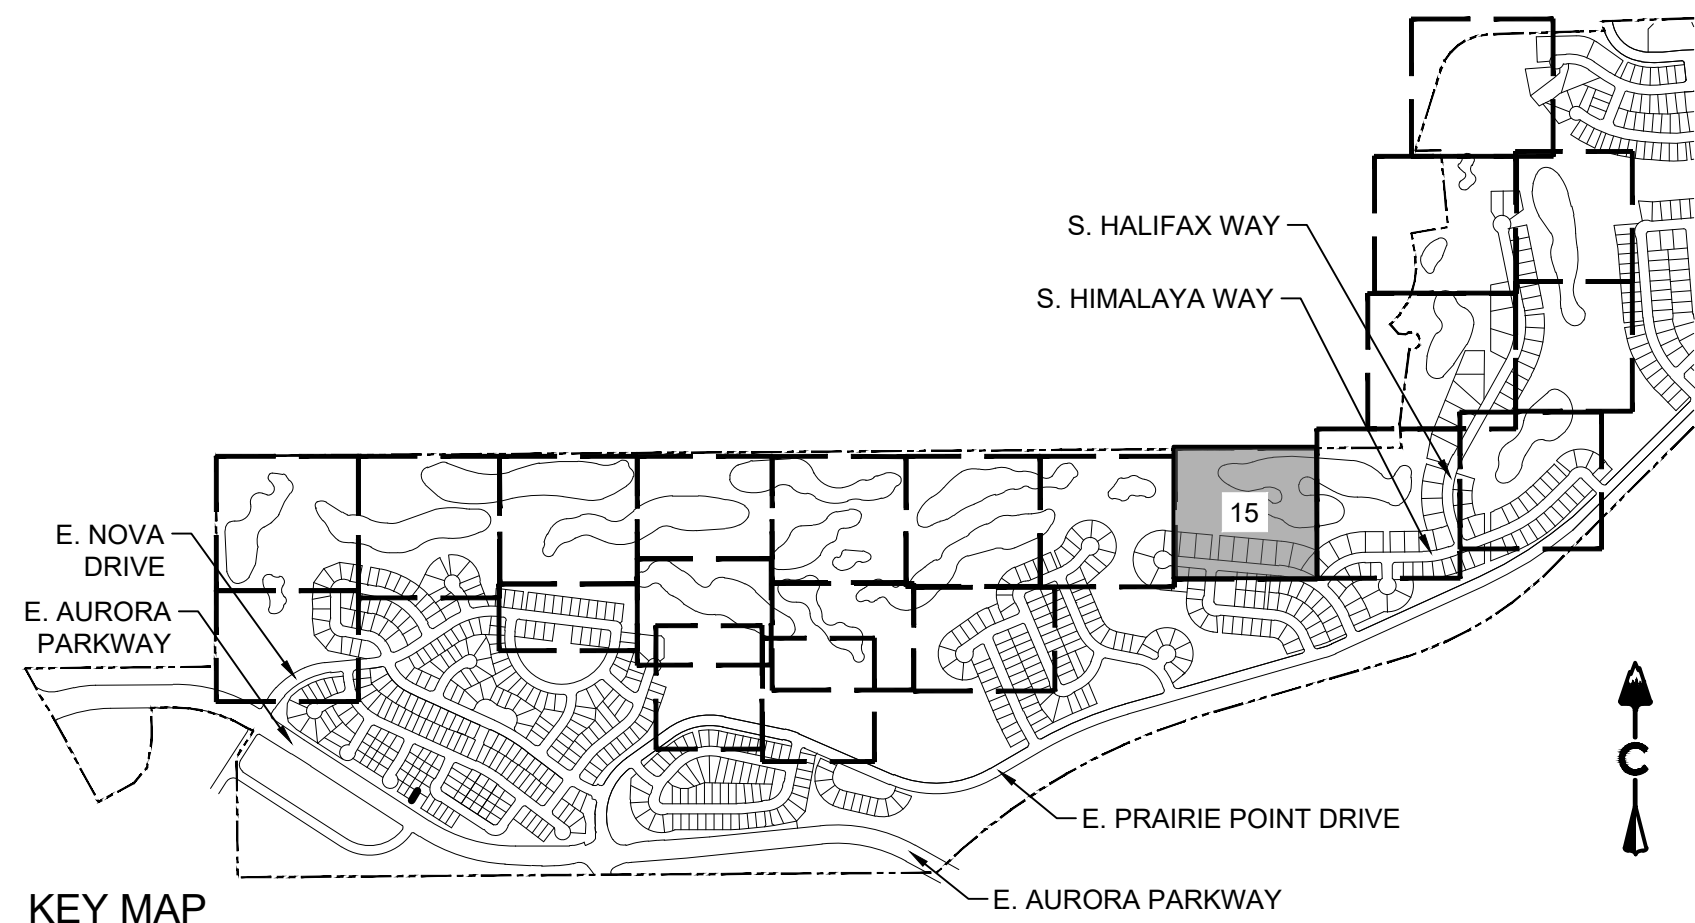 S. HALIFAX WAY
S. HIMALAYA WAY
15
E. NOVA
DRIVE
E. AURORA
PARKWAY
C
E. PRAIRIE POINT DRIVE
E. AURORA PARKWAY
KEY MAP